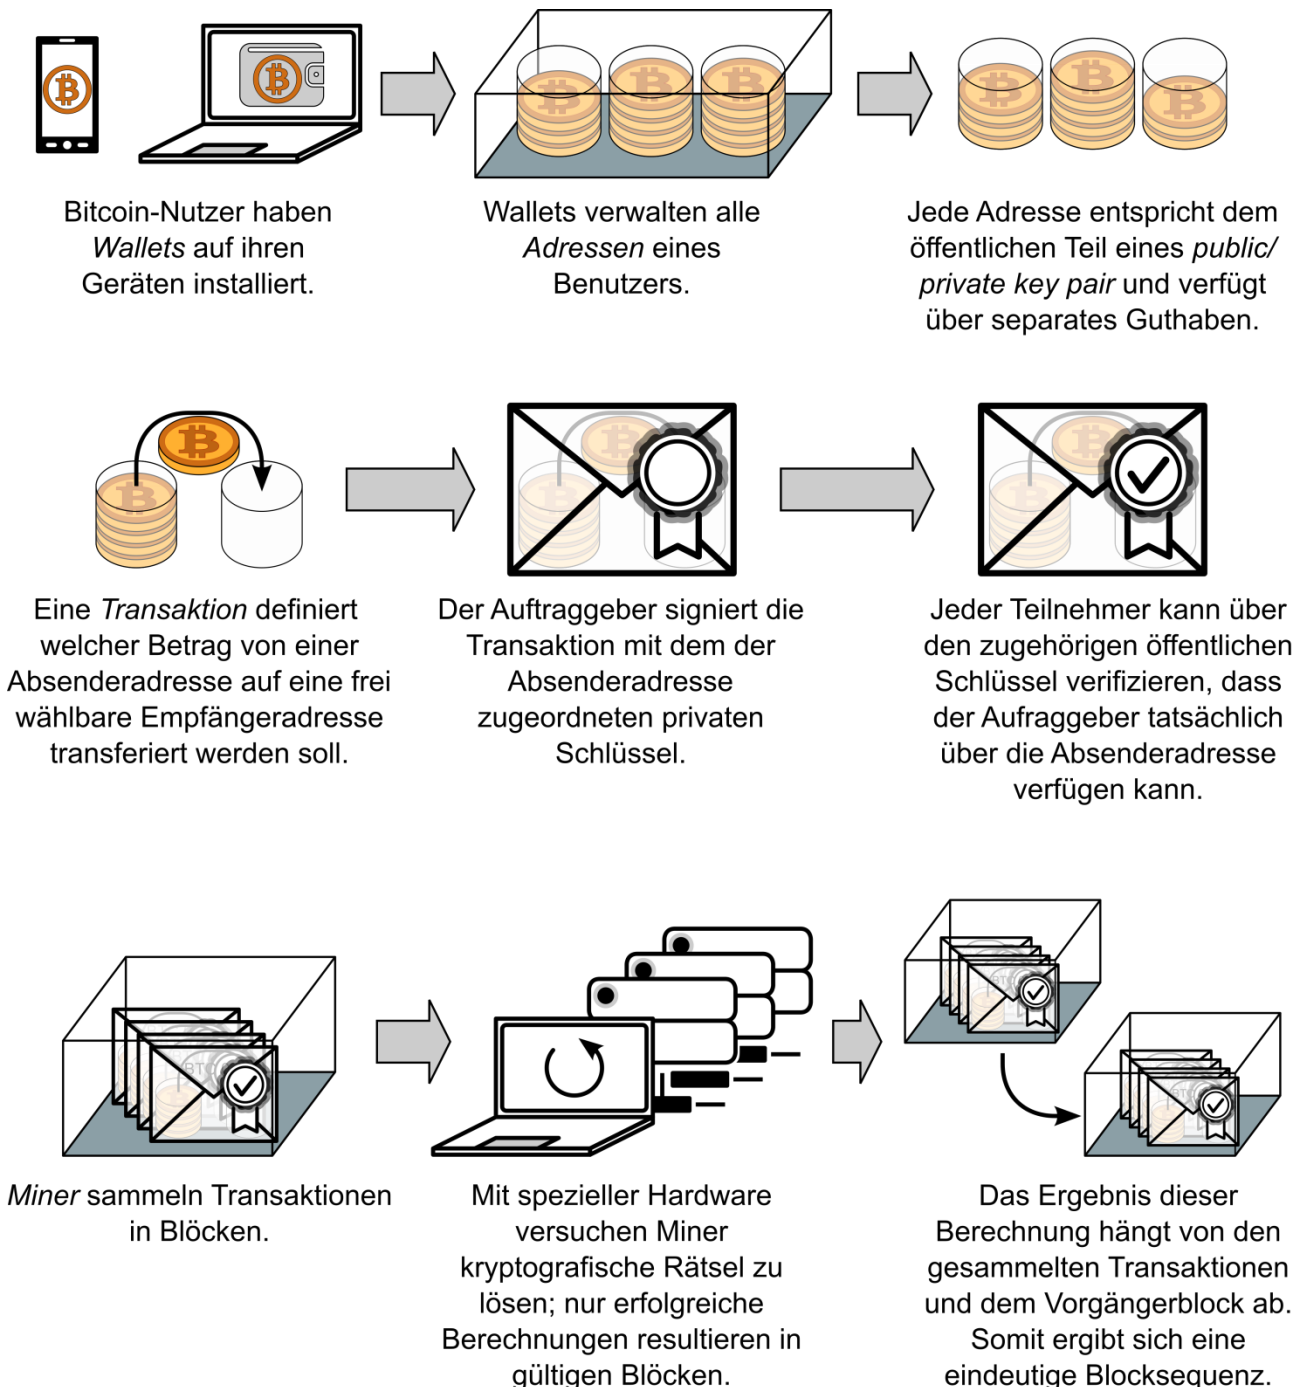 Bitcoin-Nutzer haben
Wallets auf ihren
Geräten installiert.
Wallets verwalten alle
Adressen eines
Benutzers.
Jede Adresse entspricht dem
öffentlichen Teil eines public/
private key pair und verfügt
über separates Guthaben.
Eine Transaktion definiert
welcher Betrag von einer
Absenderadresse auf eine frei
wählbare Empfängeradresse
transferiert werden soll.
Der Auftraggeber signiert die
Transaktion mit dem der
Absenderadresse
zugeordneten privaten
Schlüssel.
Jeder Teilnehmer kann über
den zugehörigen öffentlichen
Schlüssel verifizieren, dass
der Aufraggeber tatsächlich
über die Absenderadresse
verfügen kann.
Miner sammeln Transaktionen
in Blöcken.
Mit spezieller Hardware
versuchen Miner
kryptografische Rätsel zu
lösen; nur erfolgreiche
Berechnungen resultieren in
gültigen Blöcken.
Das Ergebnis dieser
Berechnung hängt von den
gesammelten Transaktionen
und dem Vorgängerblock ab.
Somit ergibt sich eine
eindeutige Blocksequenz.